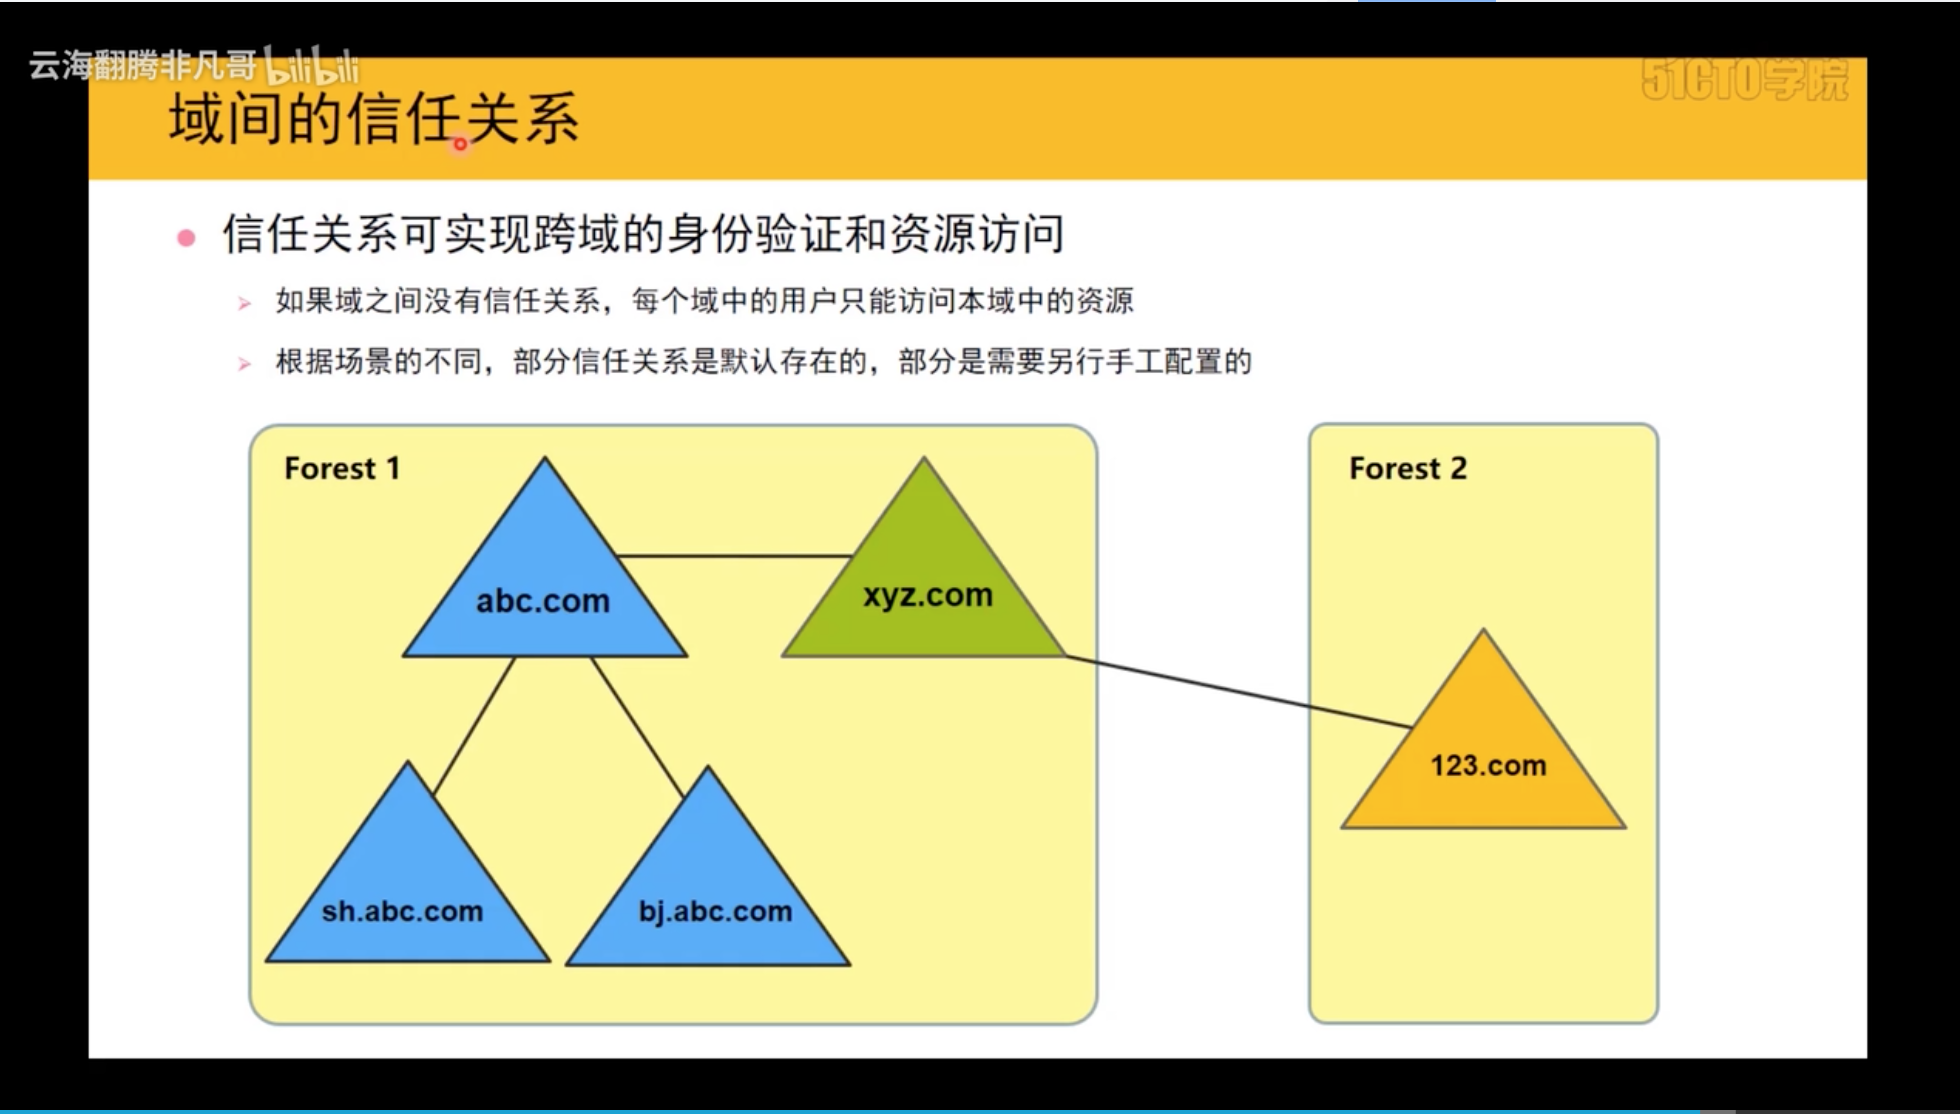 云海翻腾非凡哥 bilibili
51CTO学院
域间的信任关系
信任关系可实现跨域的身份验证和资源访问
如果域之间没有信任关系，每个域中的用户只能访问本域中的资源
根据场景的不同，部分信任关系是默认存在的，部分是需要另行手工配置的
Forest 1
Forest 2
abc.com
xyz.com
123.com
sh.abc.com
bj.abc.com